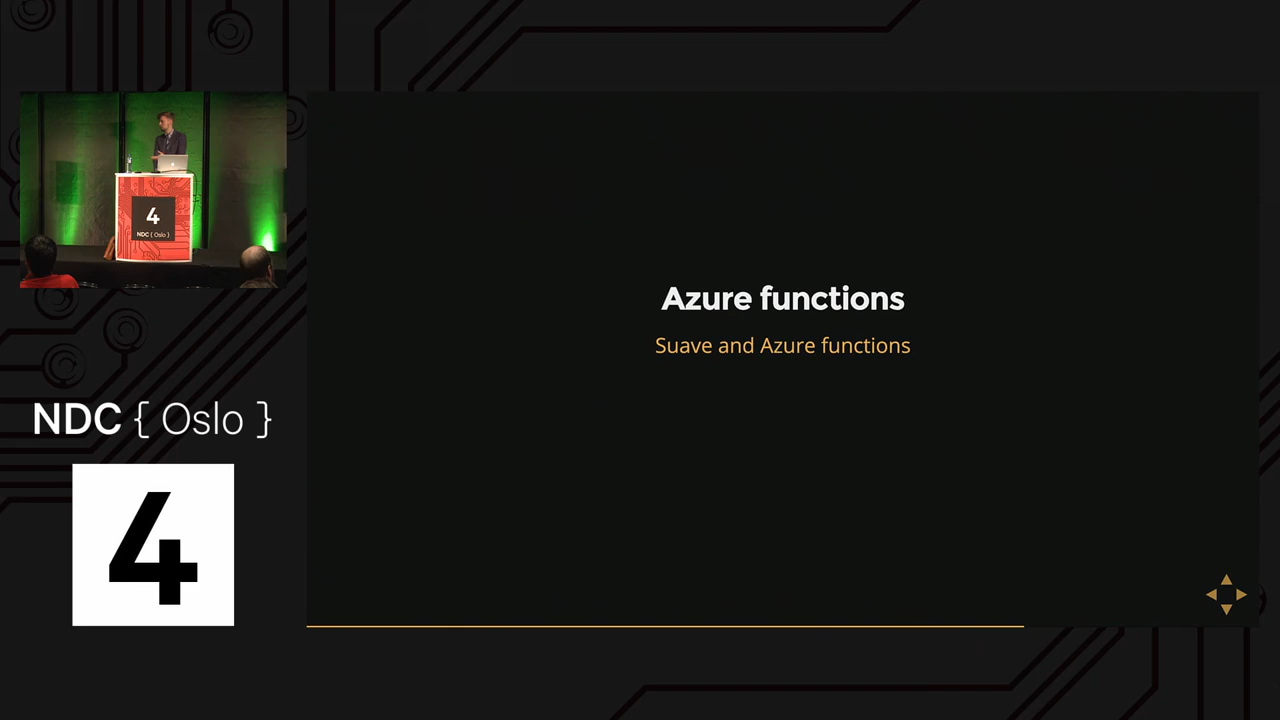 4
NDC { Oslo }
Azure functions
Suave and Azure functions
NDC { Oslo }
4